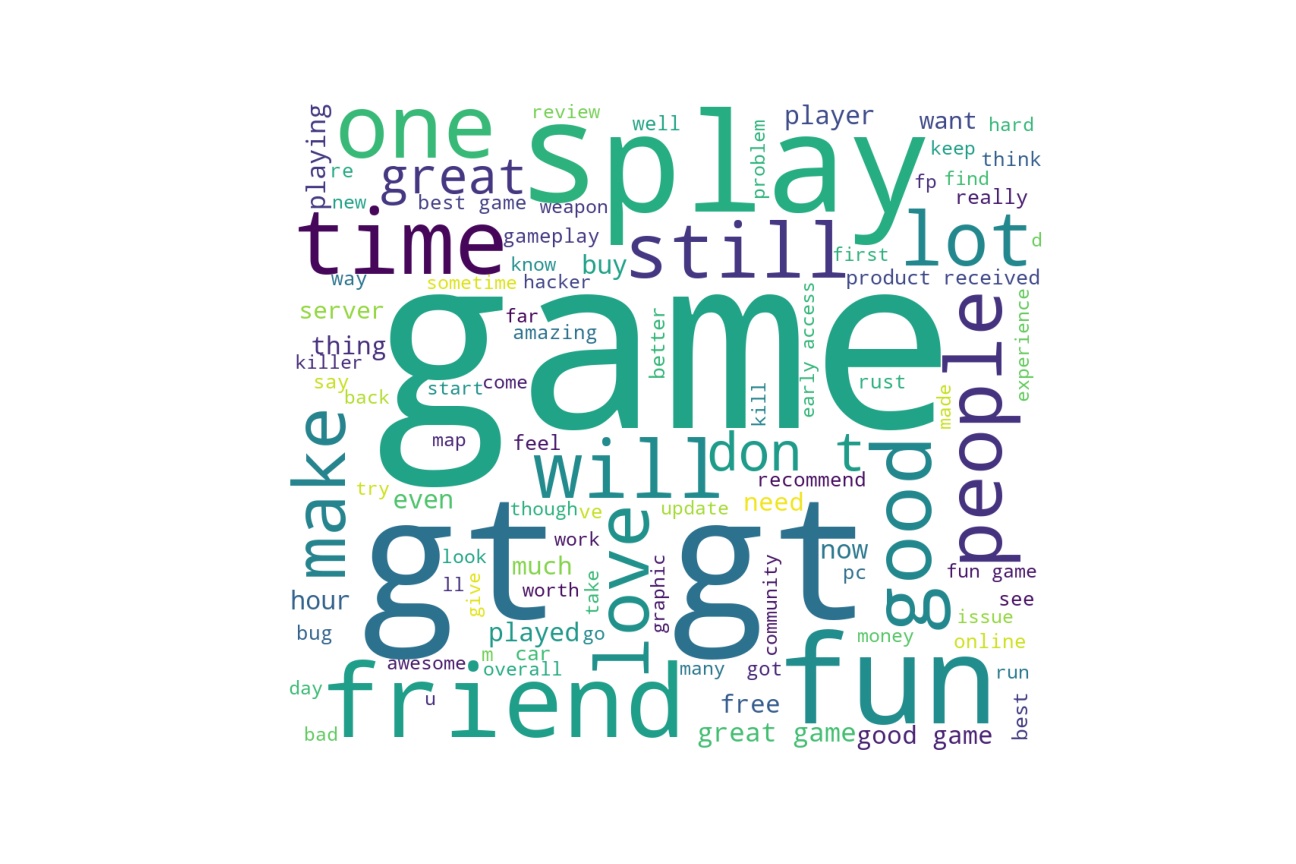 playing
one
review
splay
well
problem
player
want
hard
re
great
keep
think
new
best game
weapon
fp
find
really
time
gameplay
still
lot
d
way
know
buy
first
sometime
hacker
product received
server
game
far
amazing
better
early access
people
experience
thing
killer
say
back
start
come
kill
rust
made
make
map
feel
will
don t
good
try
even
recommend
though
ve
update
need
gt gt
love
work
now
look
much
ll
give
worth
take
graphic
community
pc
fun game
hour
see
bug
played
go
money
issue
online
awesome
m
car
overall
many
got
fun
run
day
friend
u
free
best
bad
great game
good game